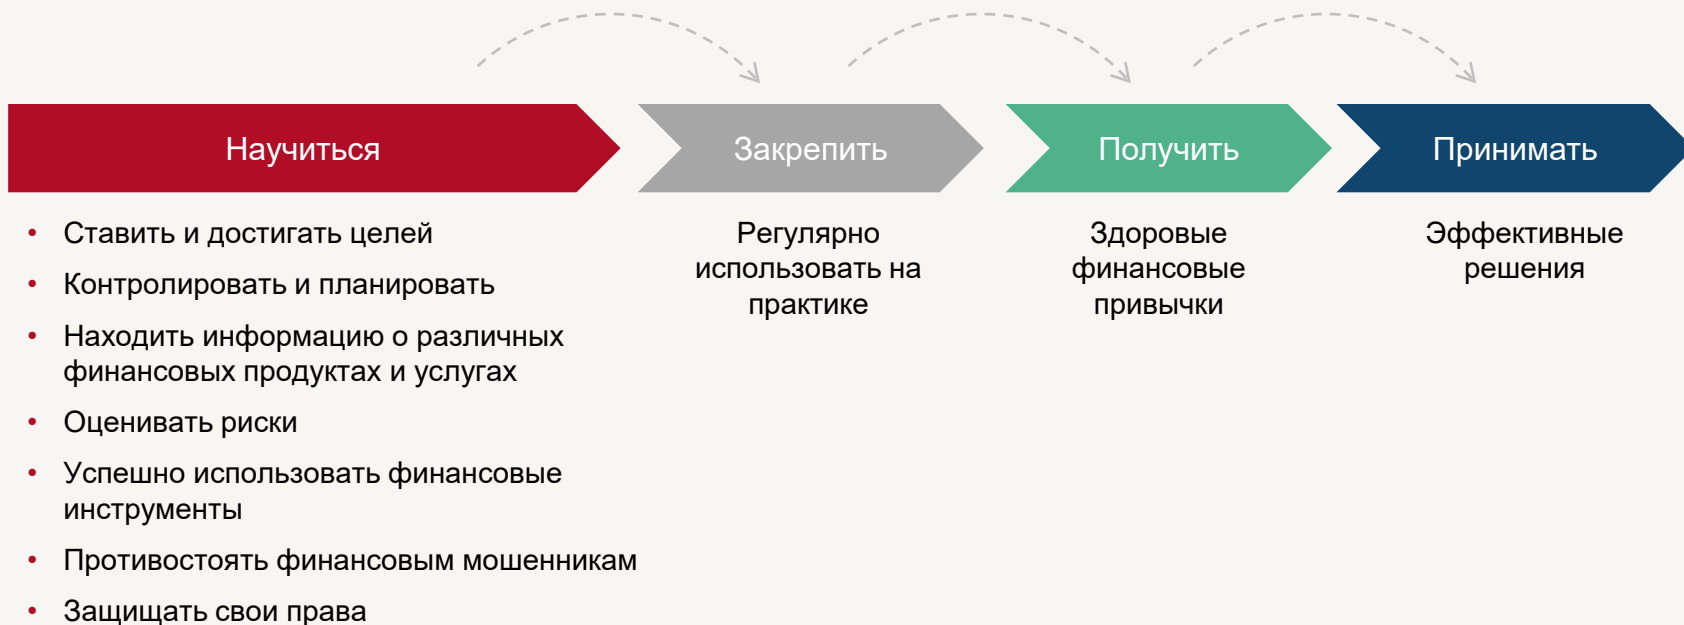 Научиться
Закрепить
Получить
Принимать
Ставить и достигать целей
Контролировать и планировать
Находить информацию о различных
финансовых продуктах и услугах
Оценивать риски
Успешно использовать финансовые
инструменты
Противостоять финансовым мошенникам
Защищать свои права
Регулярно
использовать на
практике
Здоровые
финансовые
привычки
Эффективные
решения